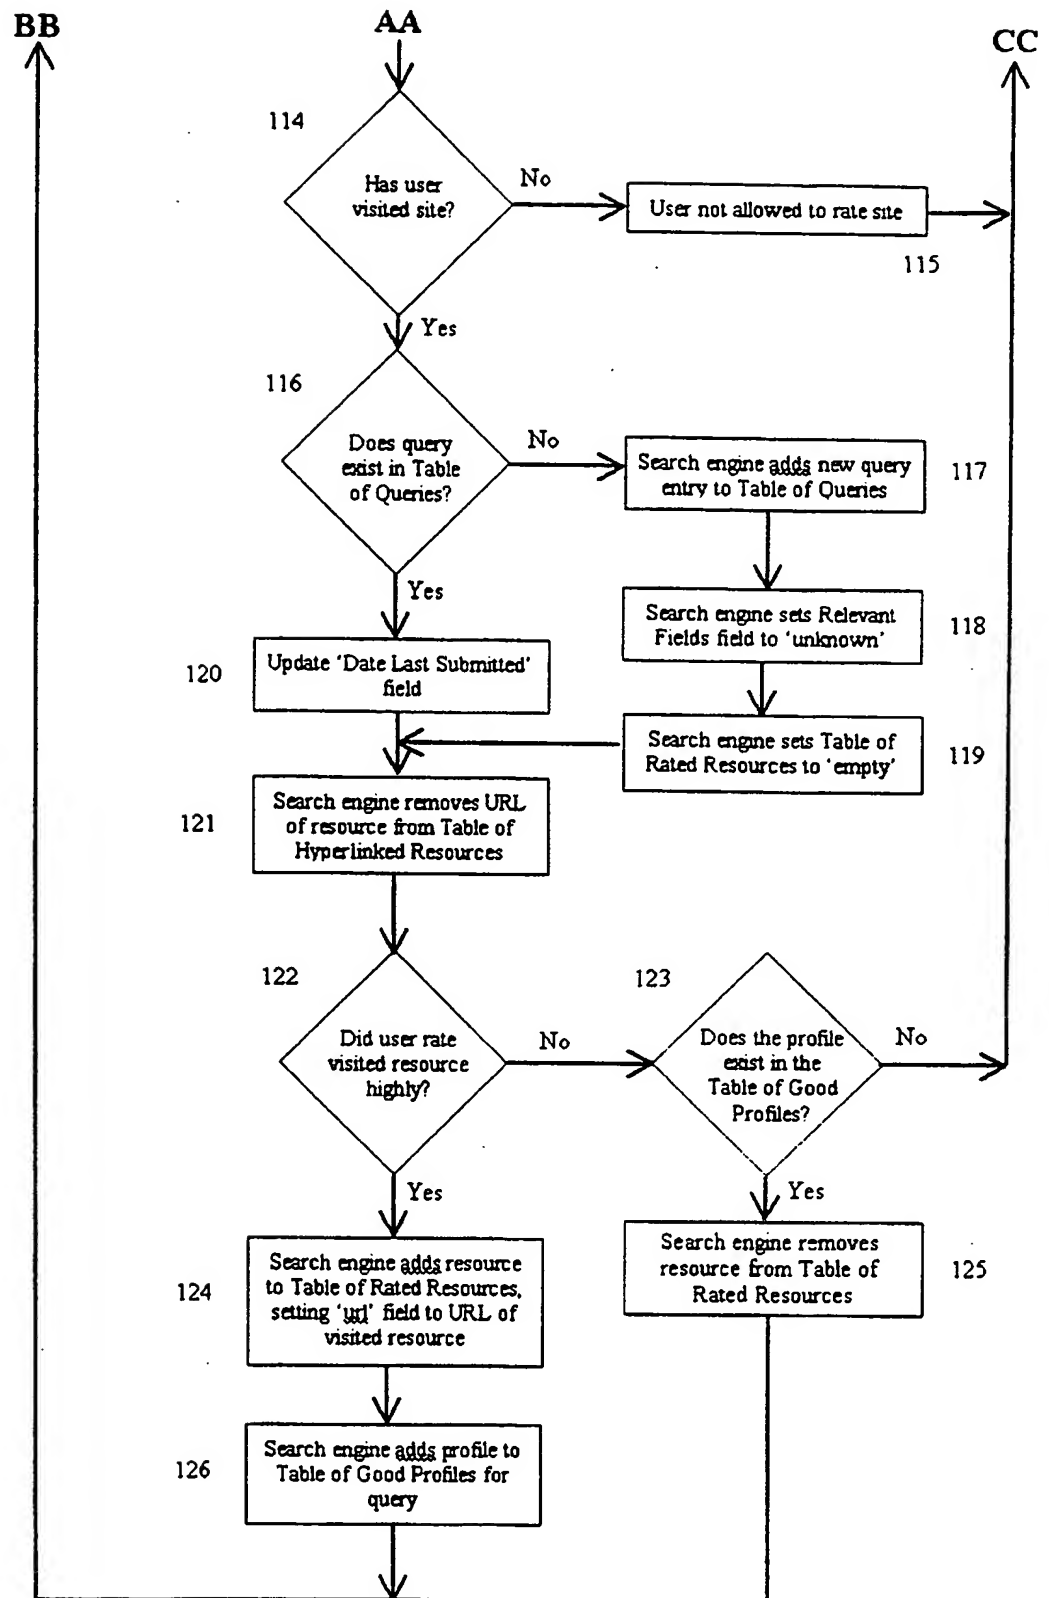 BB
AA
CC
114
Has user
visited site?
No
User not allowed to rate site
115
Yes
116
Does query
exist in Table
of Queries?
No
Search engine adds new query
entry to Table of Queries
117
Yes
Search engine sets Relevant
Fields field to 'unknown'
118
120
Update 'Date Last Submitted'
field
Search engine sets Table of
Rated Resources to 'empty'
119
121
Search engine removes URL
of resource from Table of
Hyperlinked Resources
122
Did user rate
visited resource
highly?
No
123
Does the profile
exist in the
Table of Good
Profiles?
No
Yes
Yes
124
Search engine adds resource
to Table of Rated Resources,
setting 'url' field to URL of
visited resource
Search engine removes
resource from Table of
Rated Resources
125
126
Search engine adds profile to
Table of Good Profiles for
query